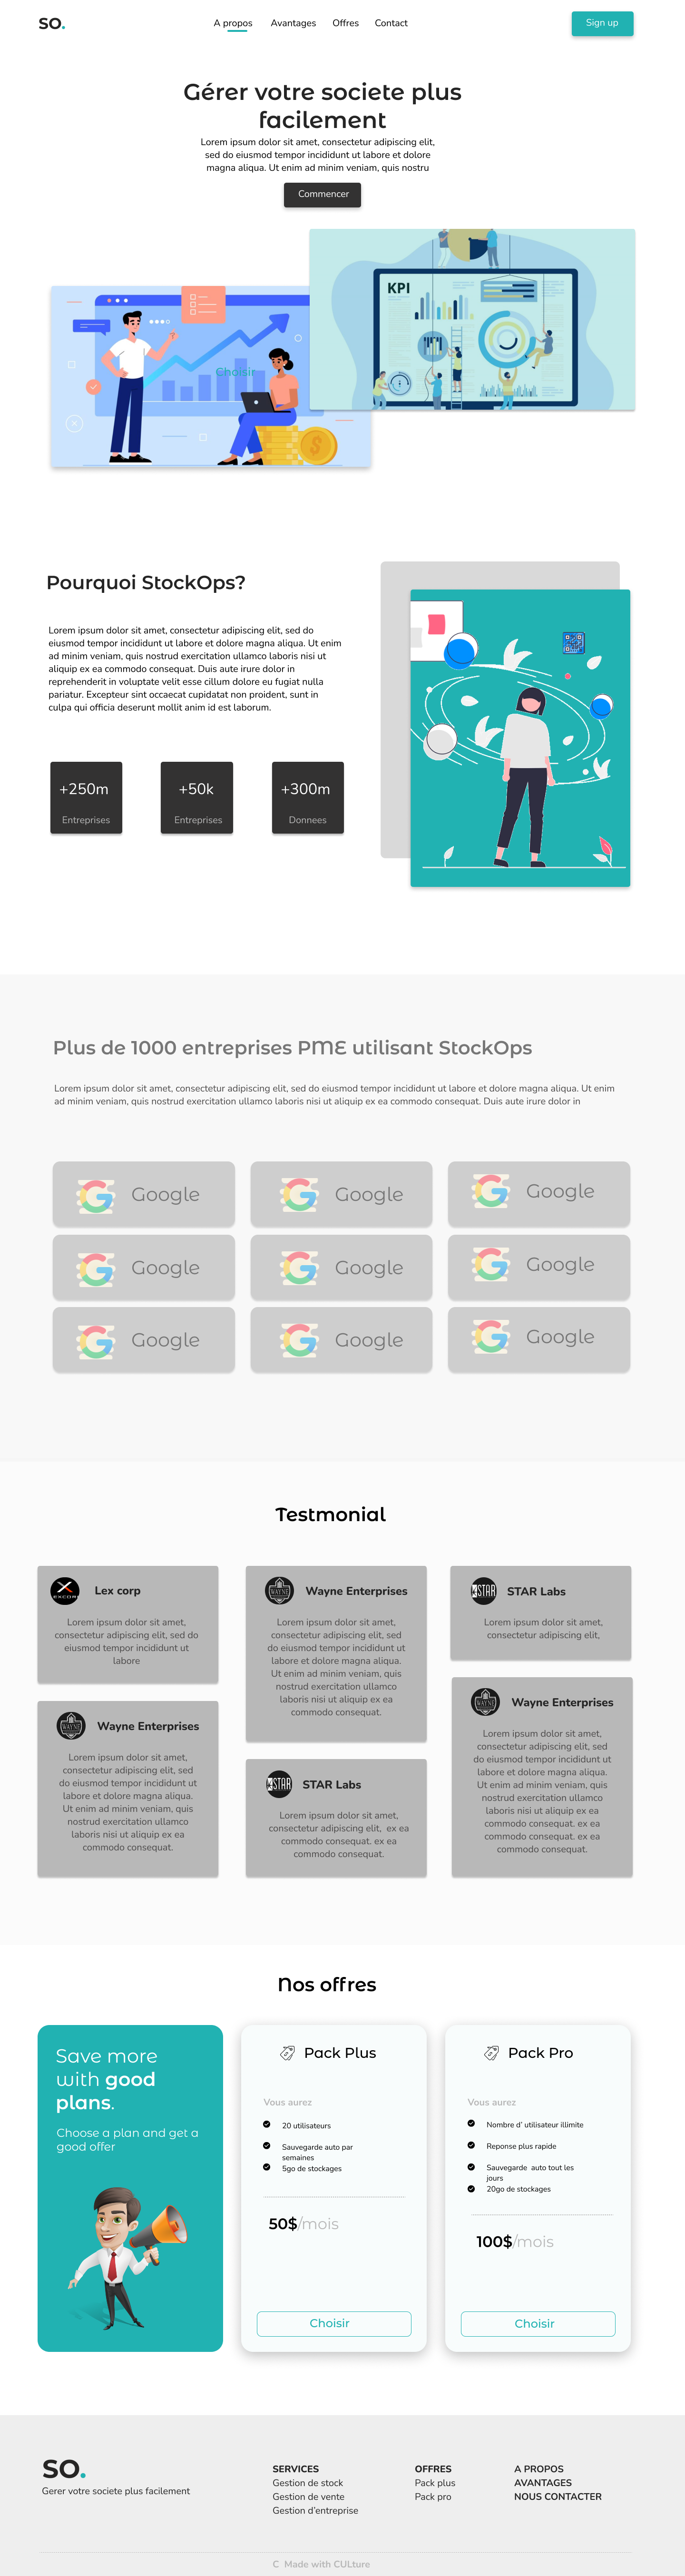 SO.
A propos
Avantages
Offres
Contact
Sign up
Gérer votre societe plus
facilement
Lorem ipsum dolor sit amet, consectetur adipiscing elit,
sed do eiusmod tempor incididunt ut labore et dolore
magna aliqua. Ut enim ad minim veniam, quis nostru
Commencer
KPI
Choisir
$
Pourquoi StockOps?
Lorem ipsum dolor sit amet, consectetur adipiscing elit, sed do
eiusmod tempor incididunt ut labore et dolore magna aliqua. Ut enim
ad minim veniam, quis nostrud exercitation ullamco laboris nisi ut
aliquip ex ea commodo consequat. Duis aute irure dolor in
reprehenderit in voluptate velit esse cillum dolore eu fugiat nulla
pariatur. Excepteur sint occaecat cupidatat non proident, sunt in
culpa qui officia deserunt mollit anim id est laborum.
+250m
Entreprises
+50k
Entreprises
+300m
Donnees
Plus de 1000 entreprises PME utilisant StockOps
Lorem ipsum dolor sit amet, consectetur adipiscing elit, sed do eiusmod tempor incididunt ut labore et dolore magna aliqua. Ut enim
ad minim veniam, quis nostrud exercitation ullamco laboris nisi ut aliquip ex ea commodo consequat. Duis aute irure dolor in
Google
Google
Google
Google
Google
Google
Google
Google
Google
Testmonial
Lex corp
Lorem ipsum dolor sit amet,
consectetur adipiscing elit, sed do
eiusmod tempor incididunt ut
labore
Wayne Enterprises
Lorem ipsum dolor sit amet,
consectetur adipiscing elit, sed
do eiusmod tempor incididunt ut
labore et dolore magna aliqua.
Ut enim ad minim veniam, quis
nostrud exercitation ullamco
laboris nisi ut aliquip ex ea
commodo consequat.
Wayne Enterprises
Lorem ipsum dolor sit amet,
consectetur adipiscing elit, sed
do eiusmod tempor incididunt ut
labore et dolore magna aliqua.
Ut enim ad minim veniam, quis
nostrud exercitation ullamco
laboris nisi ut aliquip ex ea
commodo consequat.
STAR
STAR Labs
Lorem ipsum dolor sit amet,
consectetur adipiscing elit, ex ea
commodo consequat. ex ea
commodo consequat.
STAR
STAR Labs
Lorem ipsum dolor sit amet,
consectetur adipiscing elit,
Wayne Enterprises
Lorem ipsum dolor sit amet,
consectetur adipiscing elit, sed
do eiusmod tempor incididunt ut
labore et dolore magna aliqua.
Ut enim ad minim veniam, quis
nostrud exercitation ullamco
laboris nisi ut aliquip ex ea
commodo consequat. ex ea
commodo consequat. ex ea
commodo consequat.
Nos offres
Save more
with good
plans.
Choose a plan and get a
good offer
Pack Plus
Vous aurez
20 utilisateurs
Sauvegarde auto par
semaines
5go de stockages
50$/mois
Choisir
Pack Pro
Vous aurez
Nombre d' utilisateur illimite
Reponse plus rapide
Sauvegarde auto tout les
jours
20go de stockages
100$/mois
Choisir
SO.
Gerer votre societe plus facilement
SERVICES
Gestion de stock
Gestion de vente
Gestion d'entreprise
OFFRES
Pack plus
Pack pro
A PROPOS
AVANTAGES
NOUS CONTACTER
C Made with CULture